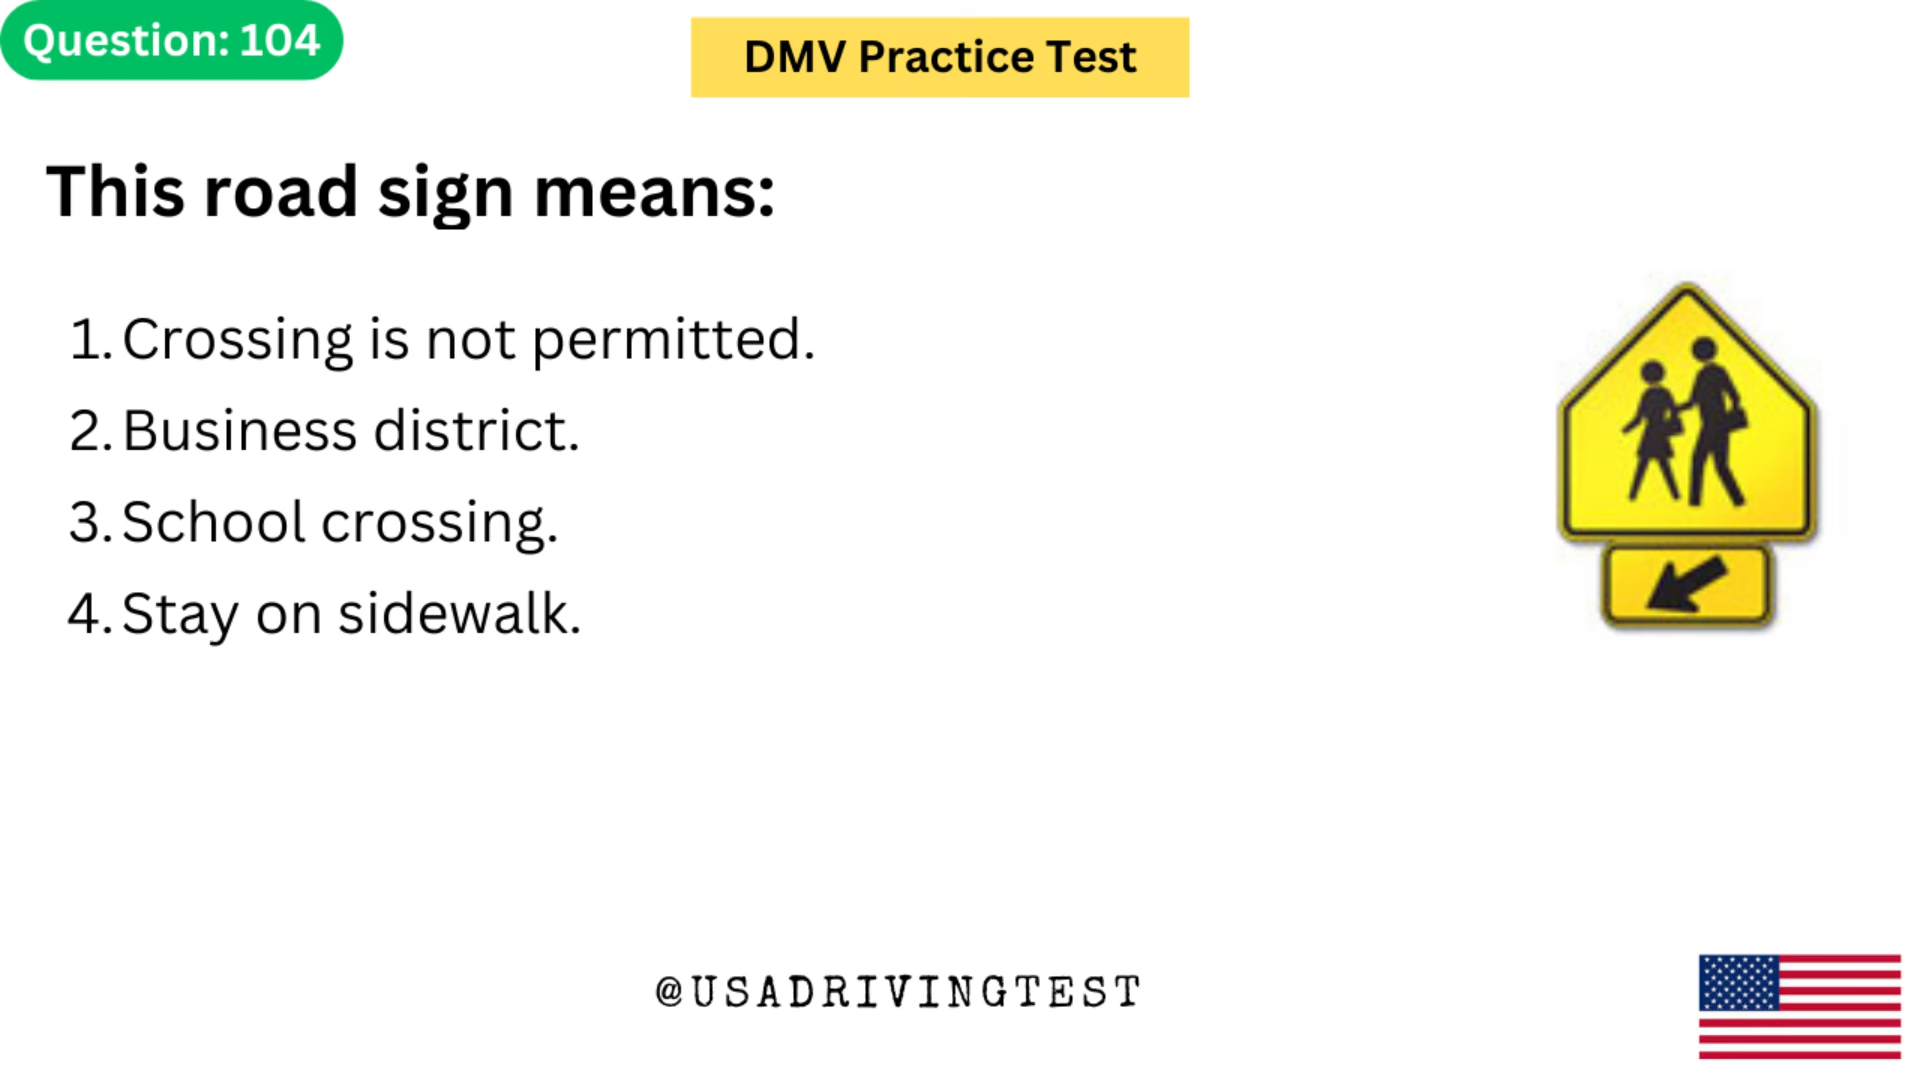 Question: 104
DMV Practice Test
This road sign means:
1. Crossing is not permitted.
2. Business district.
3. School crossing.
4. Stay on sidewalk.
@USADRIVINGTEST